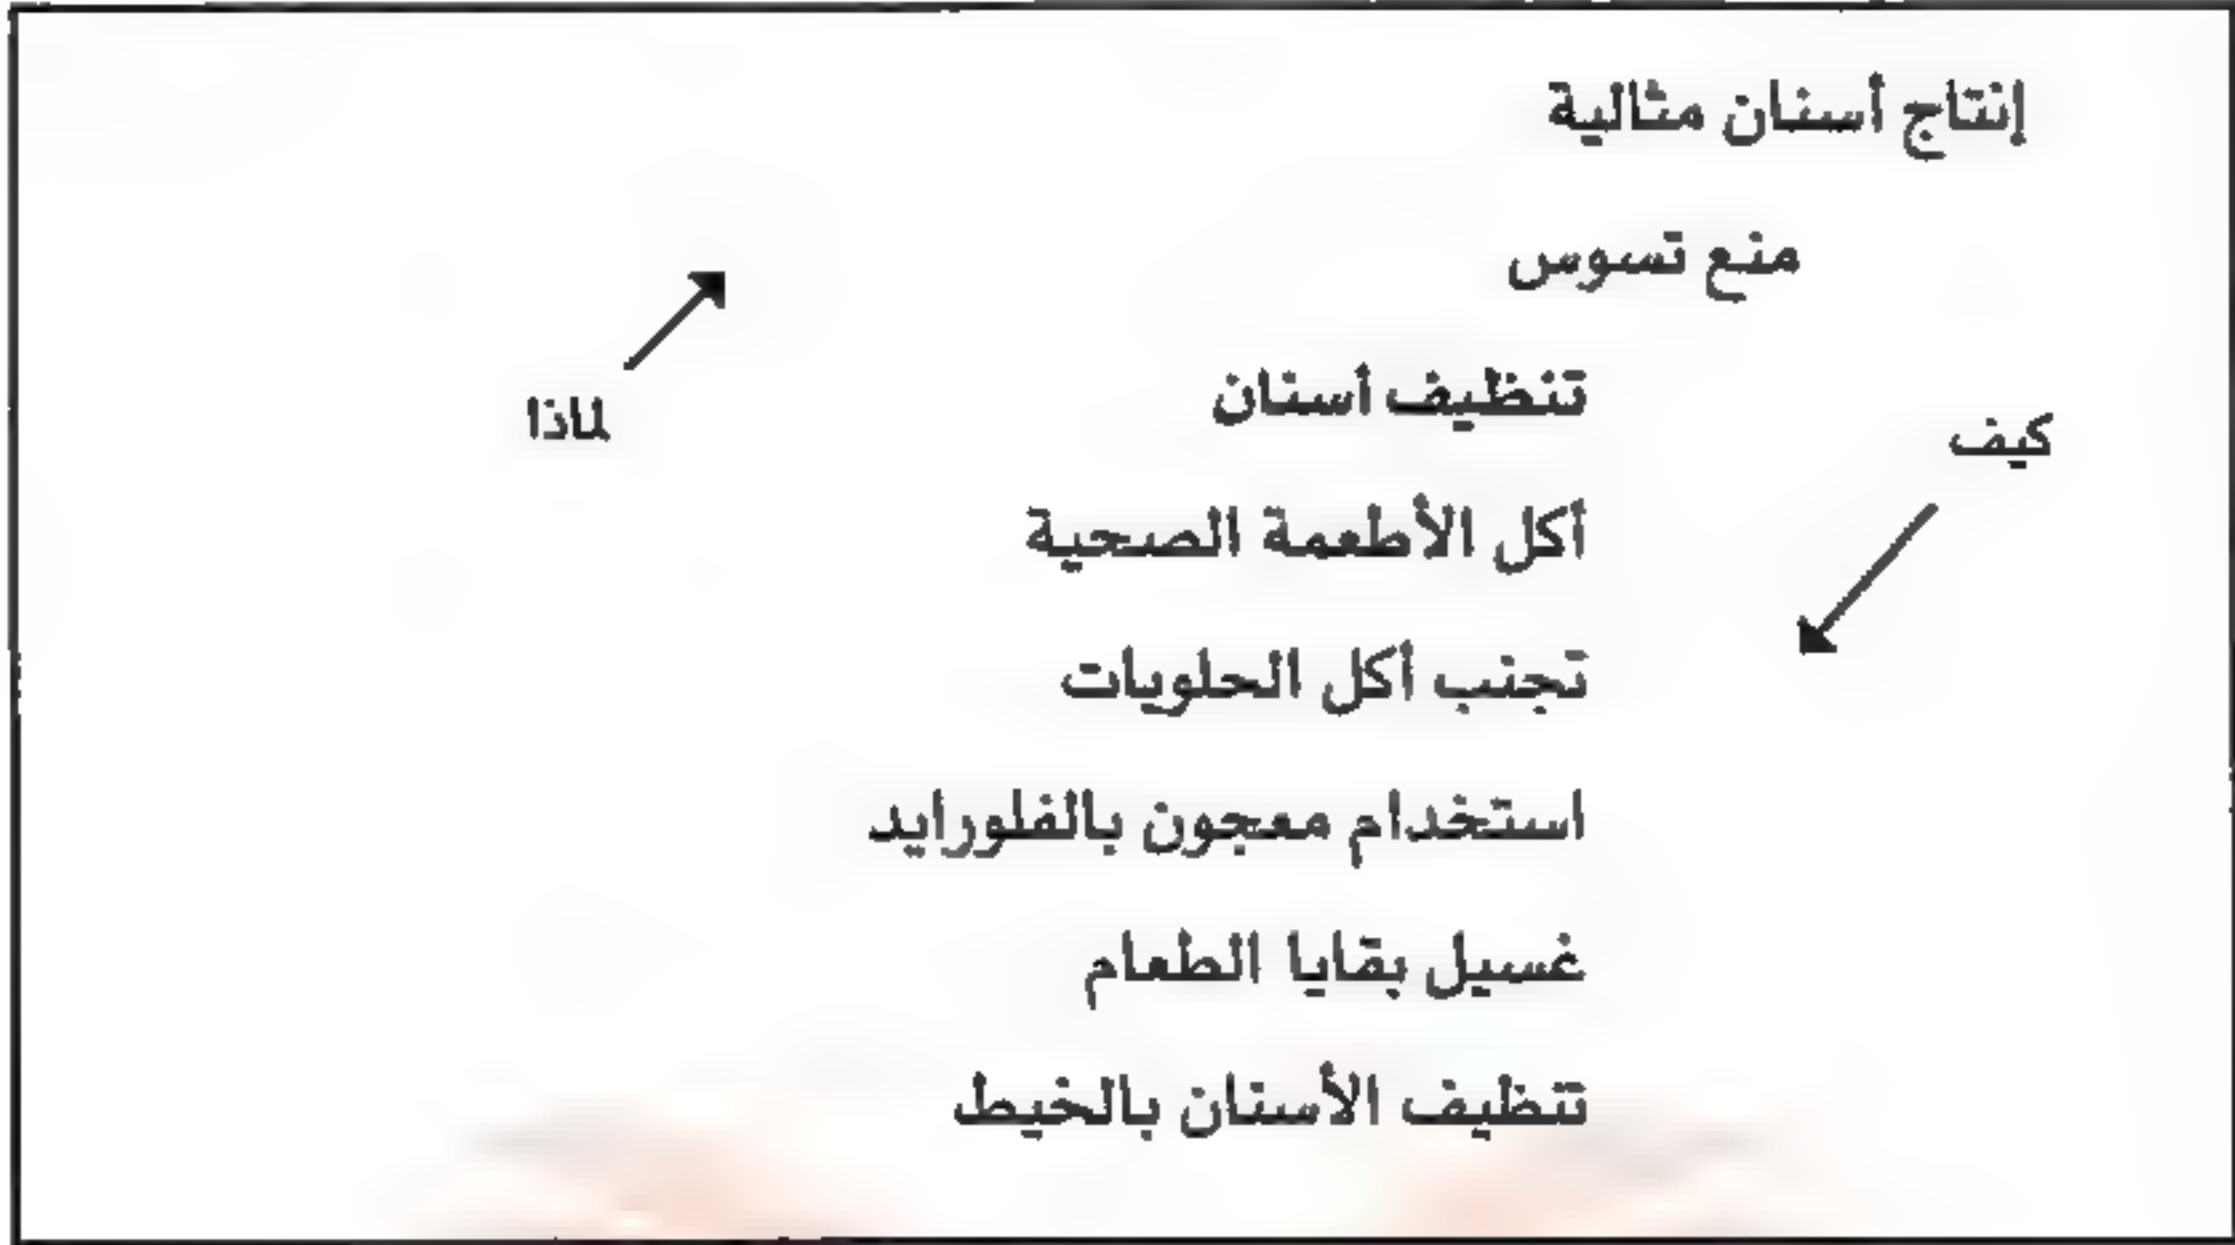 إنتاج أسنان مثالية
منع تسوس
تنظيف أسنان
كيف
لماذا
أكل الأطعمة الصحية
تجنب أكل الحلويات
استخدام معجون بالفلورايد
غسيل بقايا الطعام
تنظيف الأسنان بالخيط